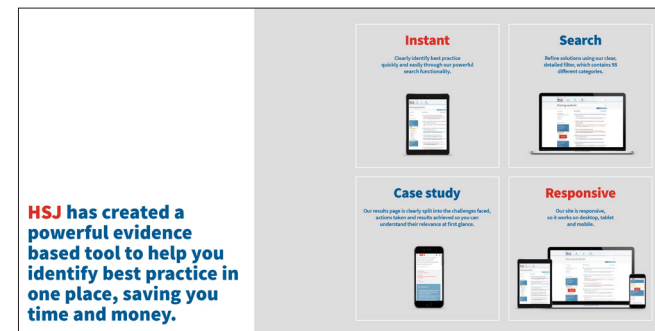 HSJ has created a
powerful evidence
based tool to help you
identify best practice in
one place, saving you
time and money.
Instant
Clearly identify best practice
quickly and easily through our powerful
search functionality.
Search
Refine solutions using our clear,
detailed filter, which contains 98
different categories.
Case study
Our results page is clearly split into the challenges faced,
actions taken and results achieved so you can
understand their relevance at first glance.
Responsive
Our site is responsive,
so it works on desktop, tablet
and mobile.